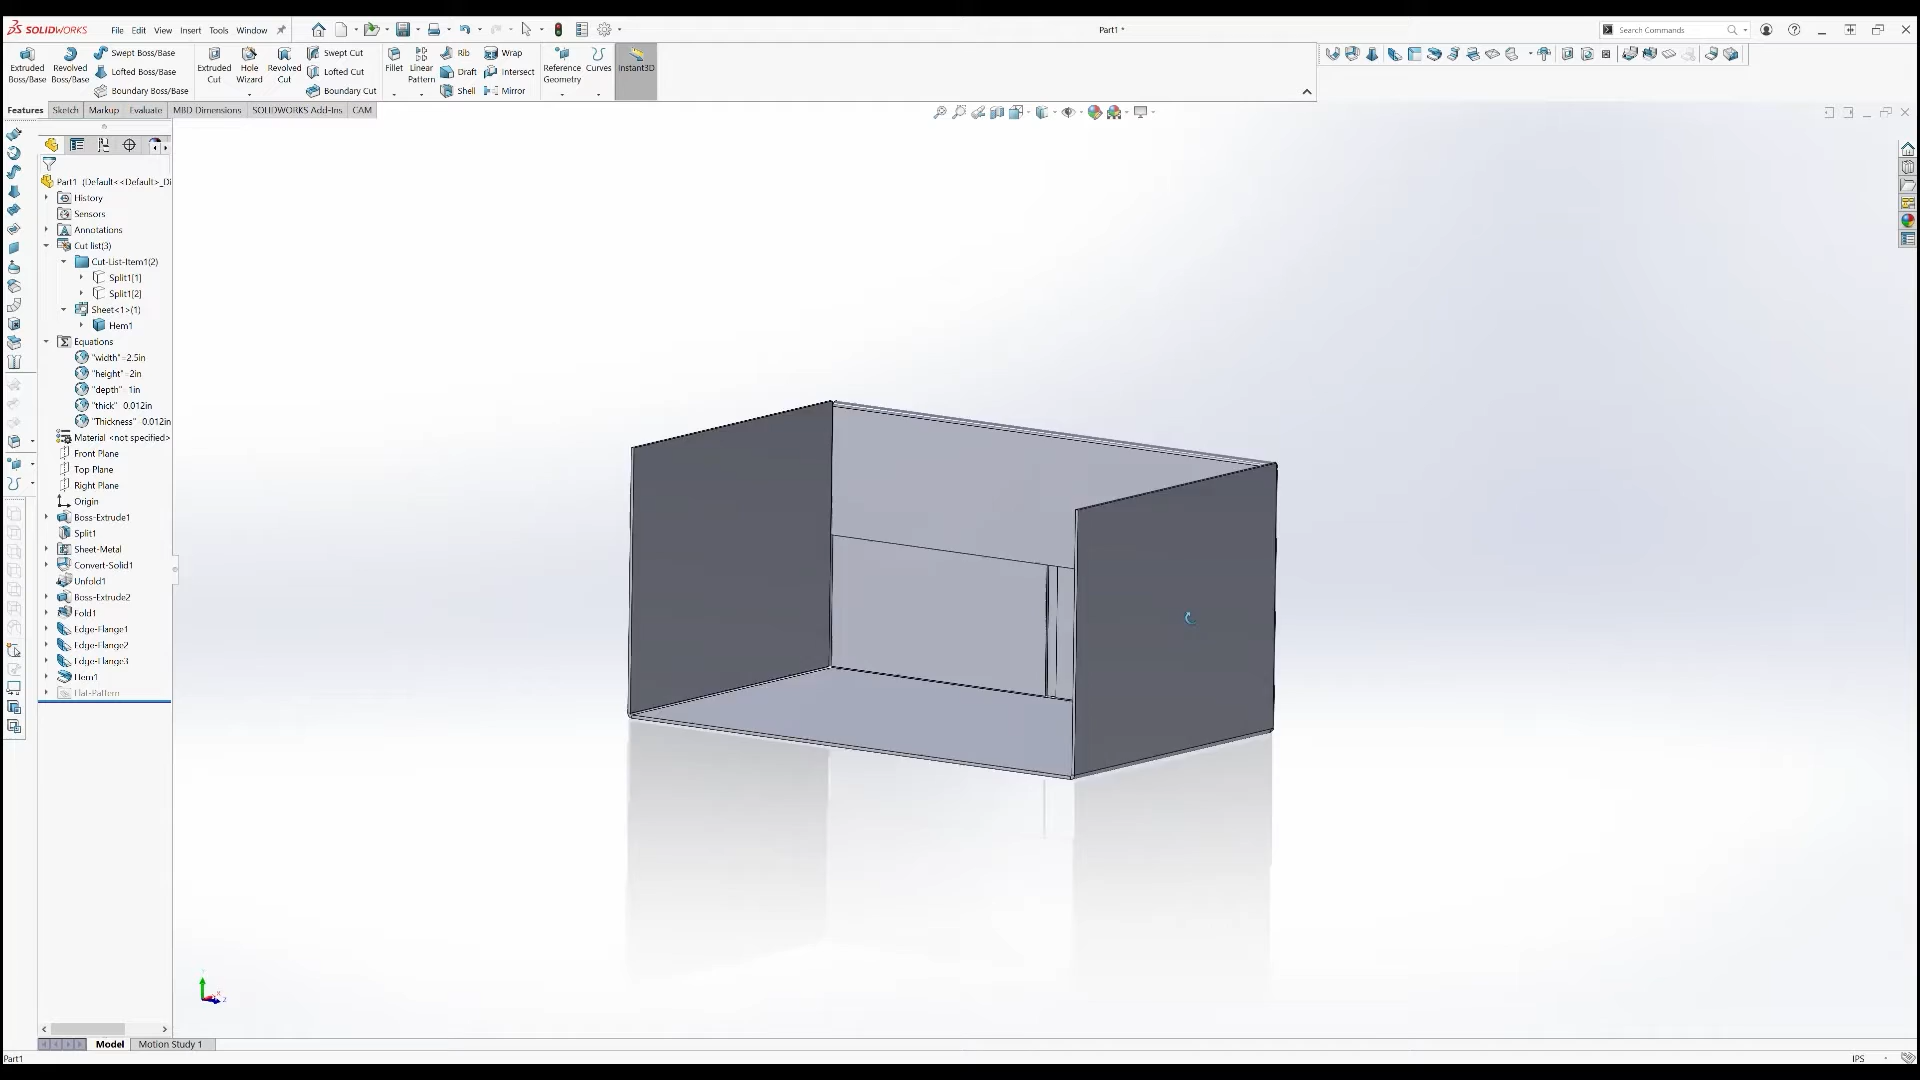 SOLIDWORKS File Edit View Insert Tools Window Part1 * Search Commands
Extruded Boss/Base
Revolved Boss/Base
Swept Boss/Base
Lofted Boss/Base
Boundary Boss/Base
Extruded Cut
Hole Wizard
Revolved Cut
Swept Cut
Lofted Cut
Boundary Cut
Fillet
Linear Pattern
Rib
Draft
Shell
Wrap
Intersect
Mirror
Reference Geometry
Curves
Instant3D
Features Sketch Markup Evaluate MBD Dimensions SOLIDWORKS Add-Ins CAM
Part1 (Default<<Default>_Di
History
Sensors
Annotations
Cut list(3)
Cut-List-Item1(2)
Split1[1]
Split1[2]
Sheet<1>(1)
Hem1
Equations
"width"=2.5in
"height"=2in
"depth" 1in
"thick" 0.012in
"Thickness" 0.012in
Material <not specified>
Front Plane
Top Plane
Right Plane
Origin
Boss-Extrude1
Split1
Sheet-Metal
Convert-Solid1
Unfold1
Boss-Extrude2
Fold1
Edge-Flange1
Edge-Flange2
Edge-Flange3
Hem1
Flat-Pattern
Model Motion Study 1
Part1 IPS